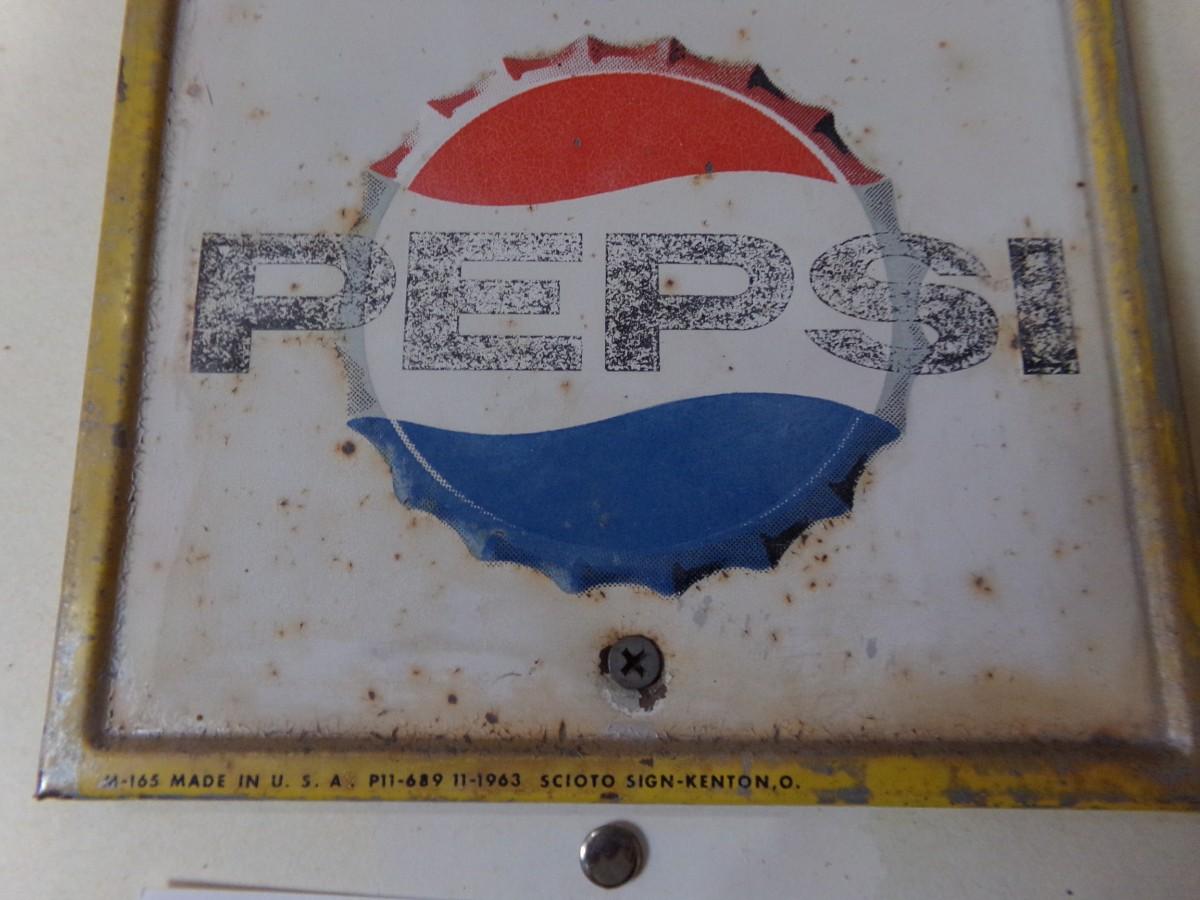 PEPSI
M-165 MADE IN U. S. A. P11-689 11-1963 SCIOTO SIGN-KENTON,O.